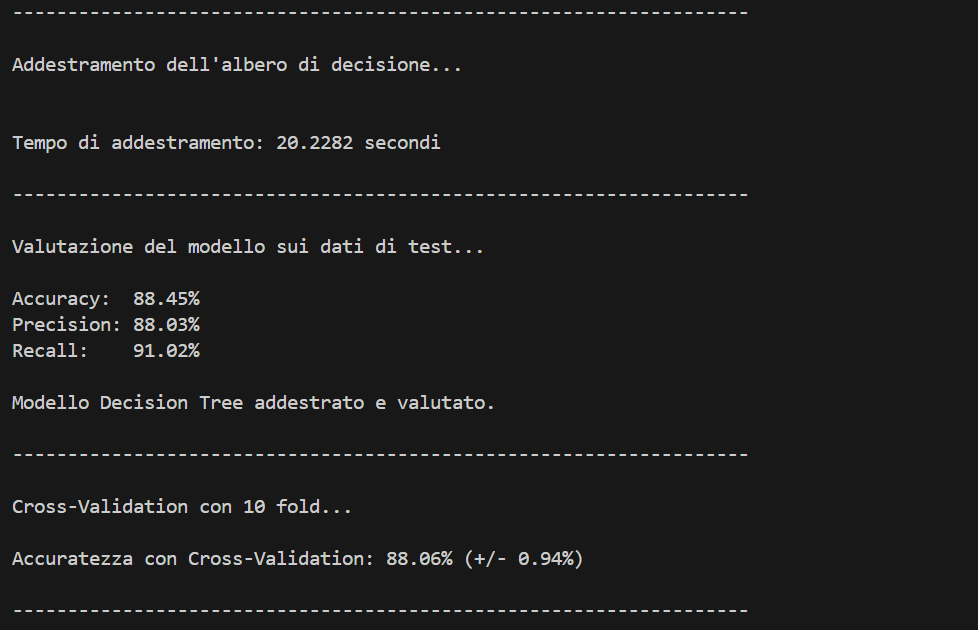 -------------------------------------------------------------------
Addestramento dell'albero di decisione...
Tempo di addestramento: 20.2282 secondi
-------------------------------------------------------------------
Valutazione del modello sui dati di test...
Accuracy:  88.45%
Precision: 88.03%
Recall:    91.02%
Modello Decision Tree addestrato e valutato.
-------------------------------------------------------------------
Cross-Validation con 10 fold...
Accuratezza con Cross-Validation: 88.06% (+/- 0.94%)
-------------------------------------------------------------------